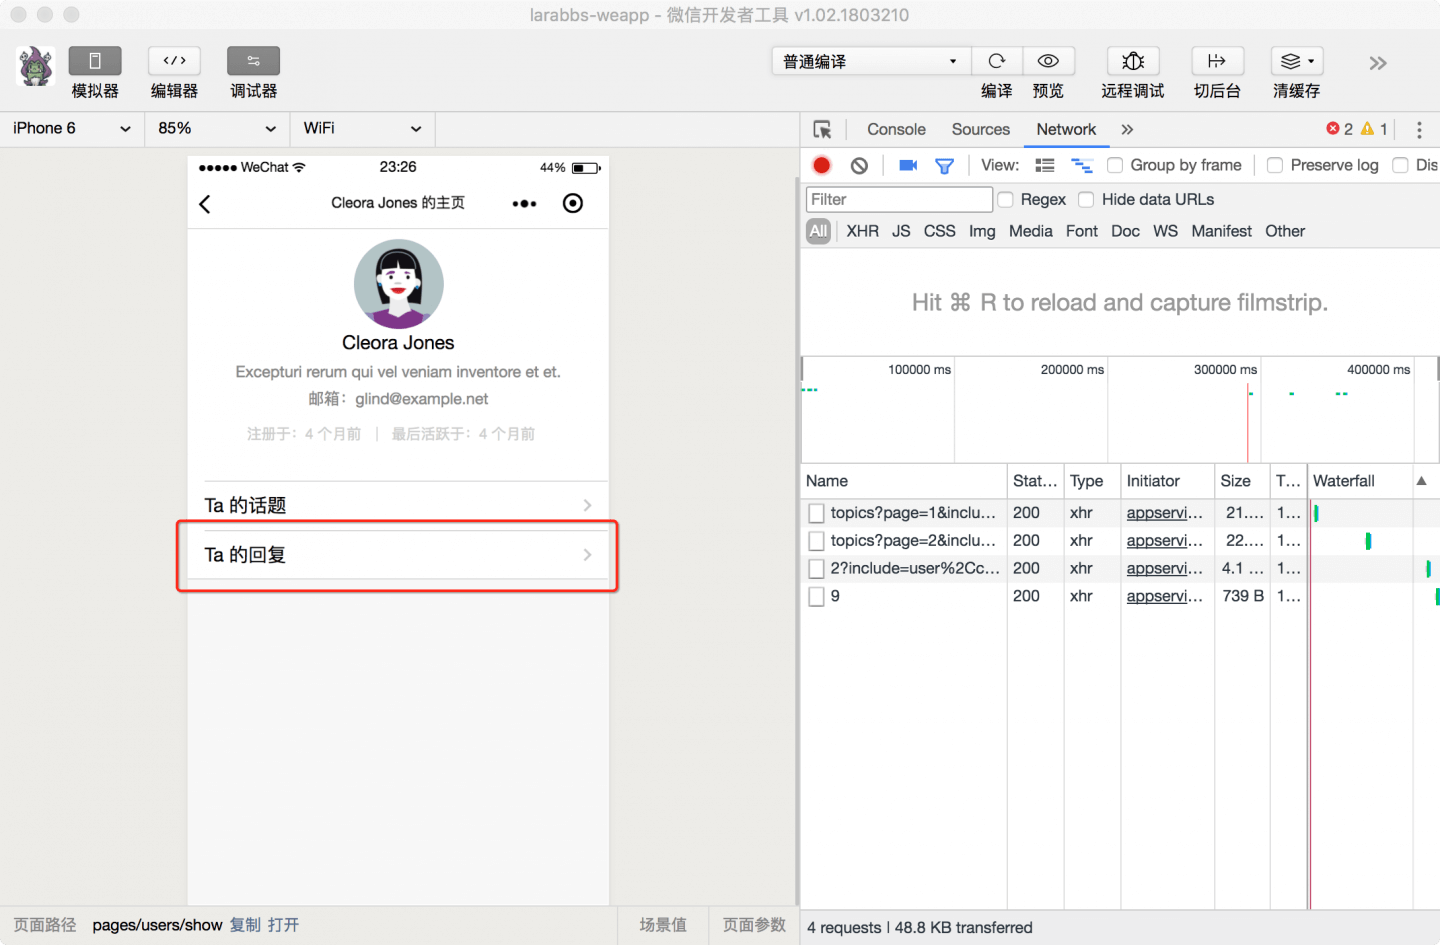 larabbs-weapp - 微信开发者工具 v1.02.1803210
模拟器 编辑器 调试器 普通编译 编译 预览 远程调试 切后台 清缓存
iPhone 6 85% WiFi
Console Sources Network 2 1
View: Group by frame Preserve log Dis
Filter Regex Hide data URLs
All XHR JS CSS Img Media Font Doc WS Manifest Other
Hit ⌘ R to reload and capture filmstrip.
100000 ms 200000 ms 300000 ms 400000 ms
Name Stat... Type Initiator Size T... Waterfall
topics?page=1&inclu... 200 xhr appservi... 21.... 1...
topics?page=2&inclu... 200 xhr appservi... 22.... 1...
2?include=user%2Cc... 200 xhr appservi... 4.1 ... 1...
9 200 xhr appservi... 739 B 1...
4 requests | 48.8 KB transferred
WeChat 23:26 44%
Cleora Jones 的主页
Cleora Jones
Excepturi rerum qui vel veniam inventore et et.
邮箱：glind@example.net
注册于：4 个月前 | 最后活跃于：4 个月前
Ta 的话题
Ta 的回复
页面路径 pages/users/show 复制 打开 场景值 页面参数